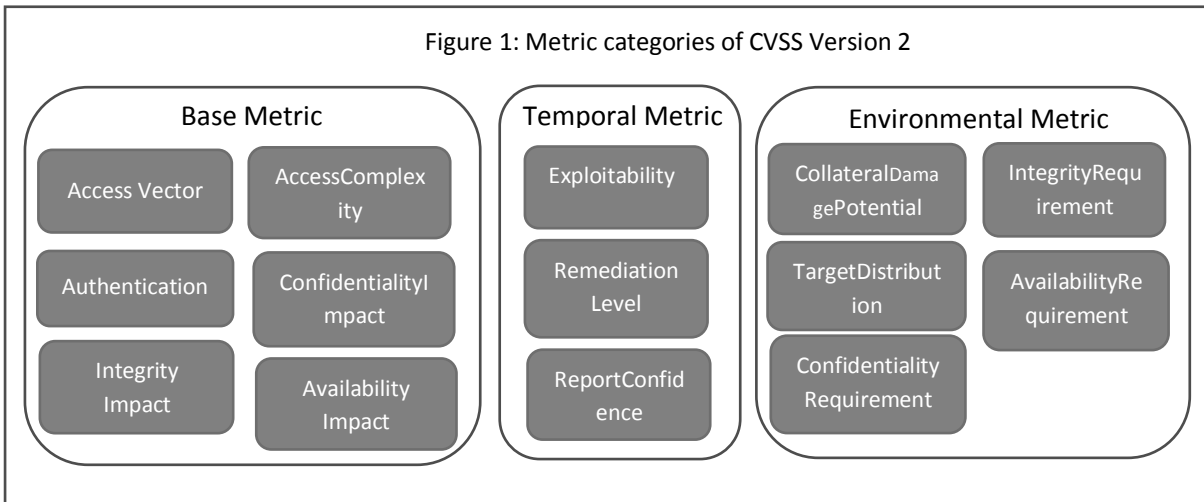 Figure 1: Metric categories of CVSS Version 2
Base Metric
Access Vector
AccessComplex
ity
Authentication
ConfidentialityI
mpact
Integrity
Impact
Availability
Impact
Temporal Metric
Exploitability
Remediation
Level
ReportConfid
ence
Environmental Metric
CollateralDama
gePotential
IntegrityRequ
irement
TargetDistribut
ion
AvailabilityRe
quirement
Confidentiality
Requirement